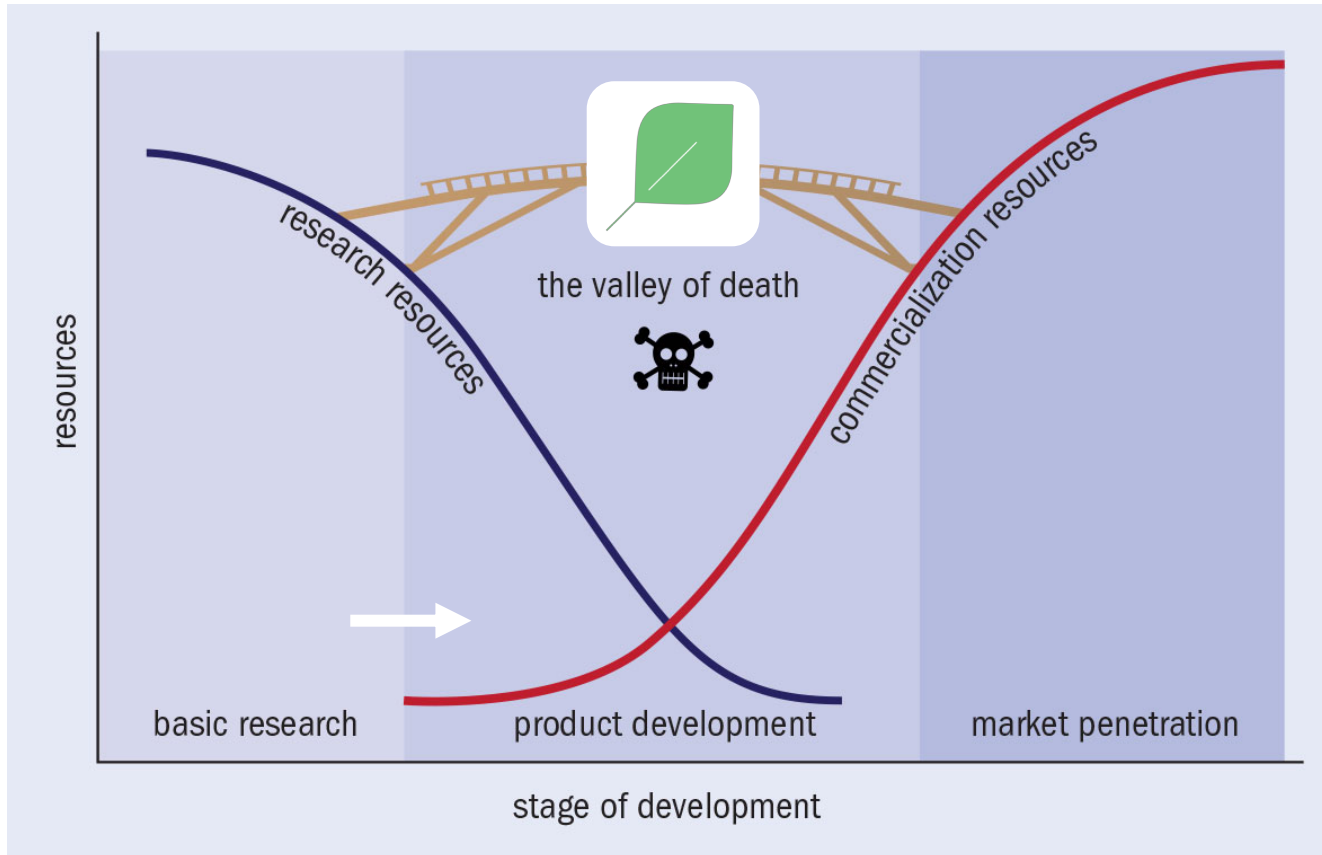 research resources
the valley of death
commercialization resources
resources
basic research
product development
market penetration
stage of development